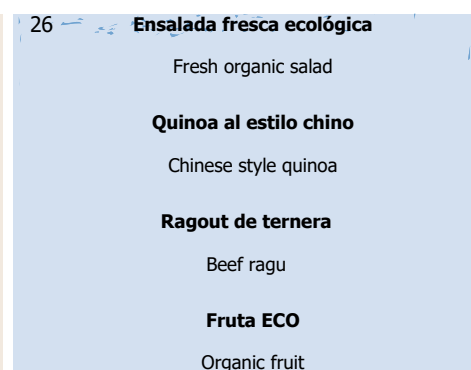 26 Ensalada fresca ecológica
Fresh organic salad
Quinoa al estilo chino
Chinese style quinoa
Ragout de ternera
Beef ragu
Fruta ECO
Organic fruit